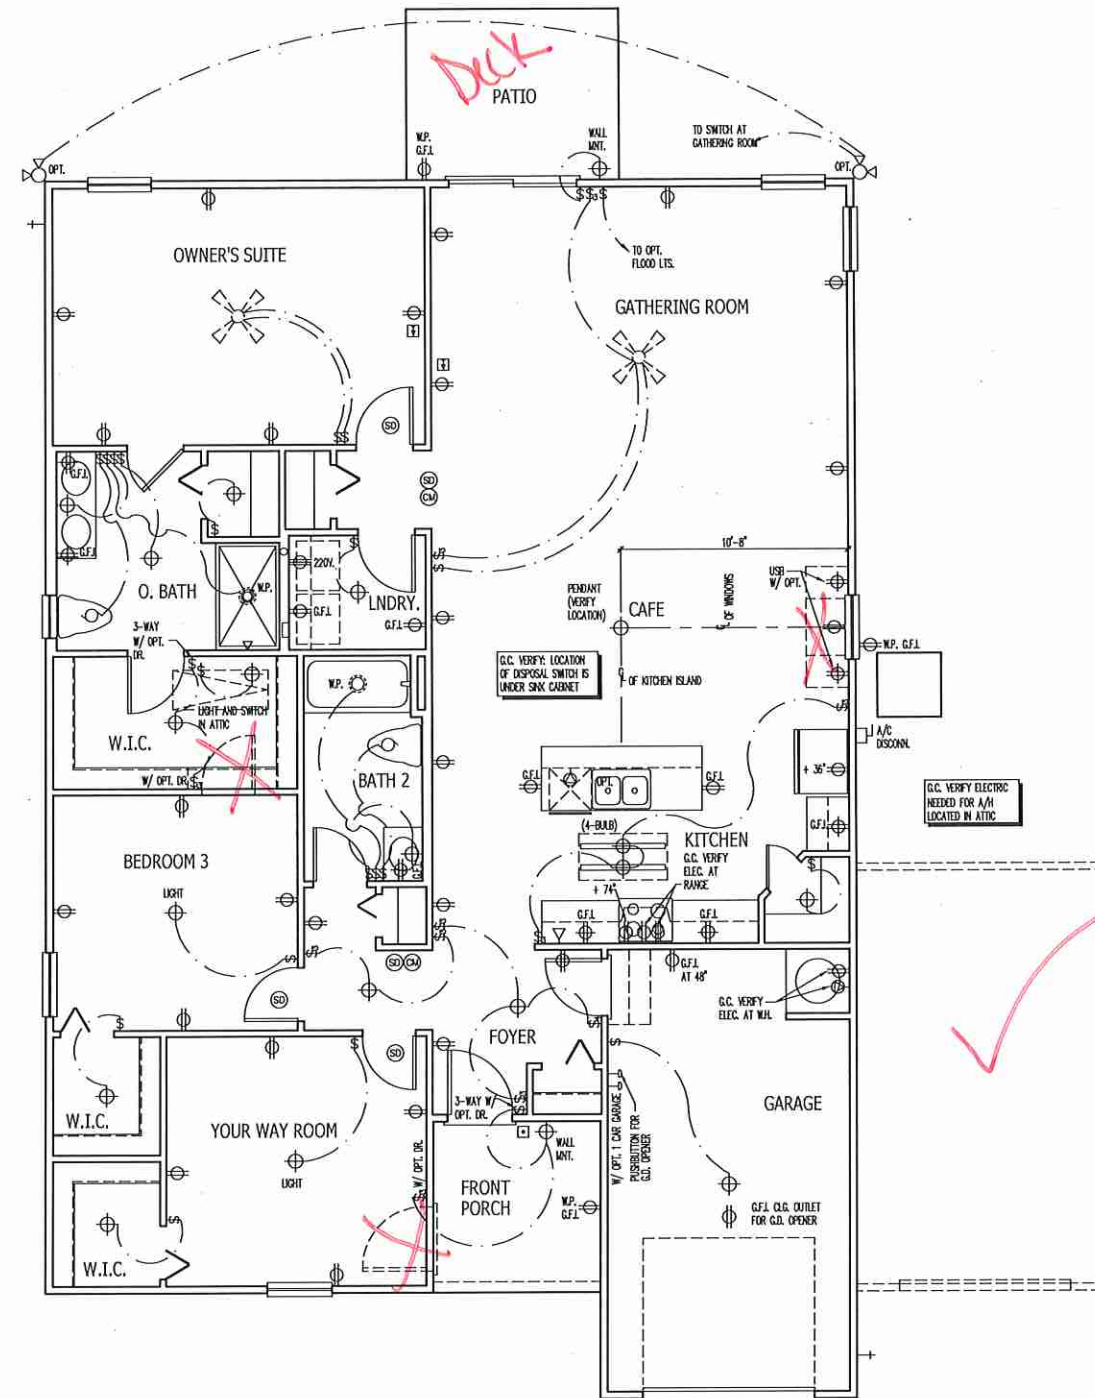 Deck
PATIO
W.P.
G.F.I.
WALL
MNT.
TO SWITCH AT
GATHERING ROOM
OPT.
OPT.
$$3$
TO OPT.
FLOOD LTS.
OWNER'S SUITE
GATHERING ROOM
$$
SD
SD
CM
$$$$
G.F.I.
G.F.I.
$
$
O. BATH
W.P.
220V.
G.F.I.
LNDRY.
G.F.I.
10'-8"
USB
W/ OPT.
PENDANT
(VERIFY
LOCATION)
CAFE
℄ OF WINDOWS
W.P. G.F.I.
3-WAY
W/ OPT.
DR.
G.C. VERIFY: LOCATION
OF DISPOSAL SWITCH IS
UNDER SINK CABINET
℄ OF KITCHEN ISLAND
W.P.
LIGHT AND SWITCH
IN ATTIC
W.I.C.
W/ OPT. DR.
A/C
DISCONN.
+ 36"
G.F.I.
OPT.
G.F.I.
G.C. VERIFY ELECTRIC
NEEDED FOR A/H
LOCATED IN ATTIC
BATH 2
G.F.I.
$$$
(4-BULB)
KITCHEN
G.C. VERIFY
ELEC. AT
RANGE
G.F.I.
BEDROOM 3
LIGHT
+ 74"
G.F.I.
G.F.I.
SD
CM
SD
G.F.I.
AT 48"
G.C. VERIFY
ELEC. AT W.H.
FOYER
SD
3-WAY W/
OPT. DR.
W.I.C.
YOUR WAY ROOM
LIGHT
W/ OPT. DR.
WALL
MNT.
W/ OPT. 1 CAR GARAGE
PUSHBUTTON FOR
G.D. OPENER
GARAGE
FRONT
PORCH
W.P.
G.F.I.
G.F.I. CLG. OUTLET
FOR G.D. OPENER
W.I.C.